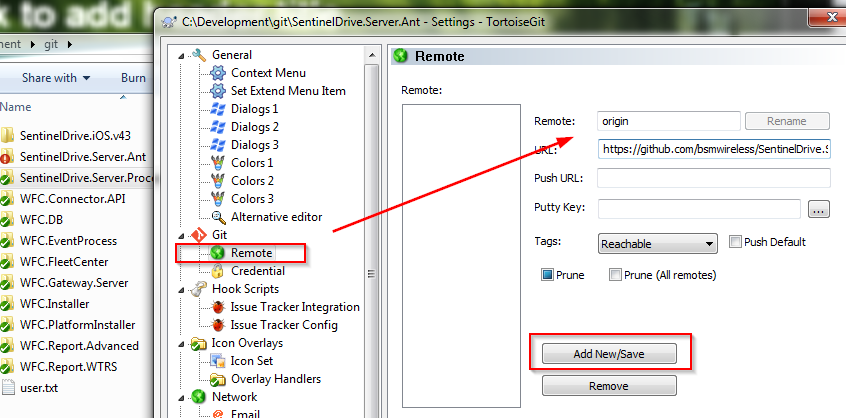 k to add
C:\Development\git\SentinelDrive.Server.Ant - Settings - TortoiseGit
ment ▸ git ▸
Share with
Burn
Name
SentinelDrive.iOS.v43
SentinelDrive.Server.Ant
SentinelDrive.Server.Proce
WFC.Connector.API
WFC.DB
WFC.EventProcess
WFC.FleetCenter
WFC.Gateway.Server
WFC.Installer
WFC.PlatformInstaller
WFC.Report.Advanced
WFC.Report.WTRS
user.txt
General
Context Menu
Set Extend Menu Item
Dialogs 1
Dialogs 2
Dialogs 3
Colors 1
Colors 2
Colors 3
Alternative editor
Git
Remote
Credential
Hook Scripts
Issue Tracker Integration
Issue Tracker Config
Icon Overlays
Icon Set
Overlay Handlers
Network
Email
Remote
Remote:
Remote: origin Rename
URL: https://github.com/bsmwireless/SentinelDrive.S
Push URL:
Putty Key: ...
Tags: Reachable Push Default
Prune Prune (All remotes)
Add New/Save
Remove